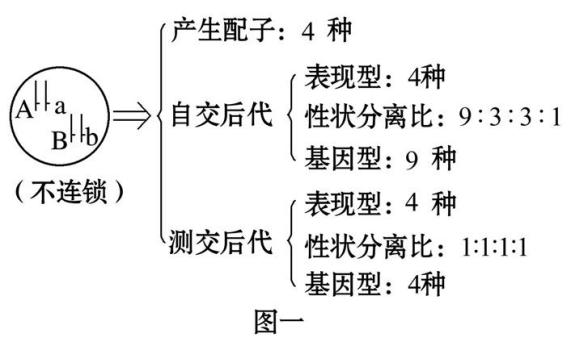 产生配子：4 种
A a
B b
（不连锁）
自交后代
表现型：4种
性状分离比：9∶3∶3∶1
基因型：9 种
测交后代
表现型：4 种
性状分离比：1∶1∶1∶1
基因型：4种
图一